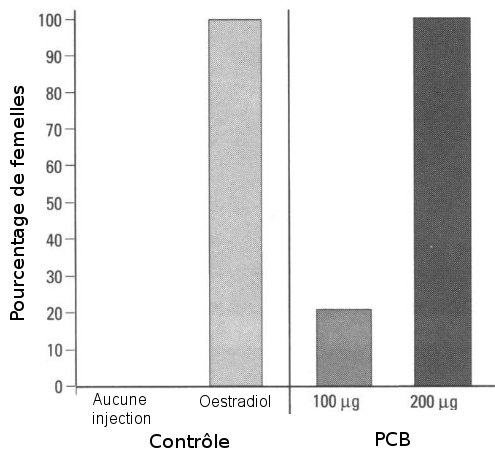 Pourcentage de femelles
100
90
80
70
60
50
40
30
20
10
0
Aucune
injection
Oestradiol
100 µg
200 µg
Contrôle
PCB